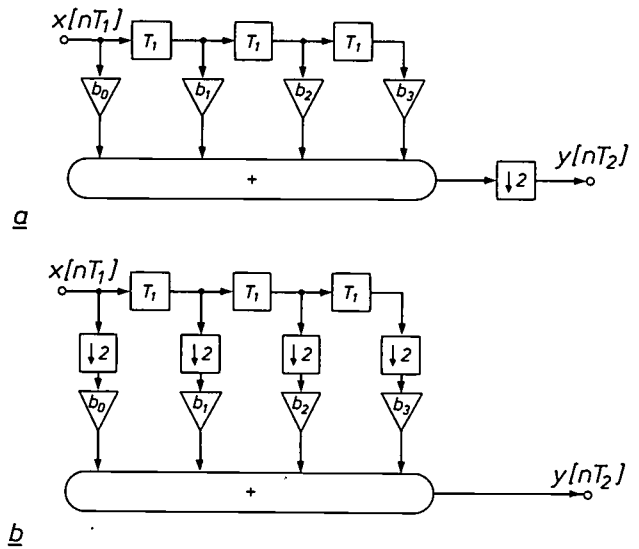 x[nT₁]
T₁ T₁ T₁
b₀ b₁ b₂ b₃
y[nT₂]
+ ↓2
a
x[nT₁]
T₁ T₁ T₁
↓2 ↓2 ↓2 ↓2
b₀ b₁ b₂ b₃
y[nT₂]
+
b